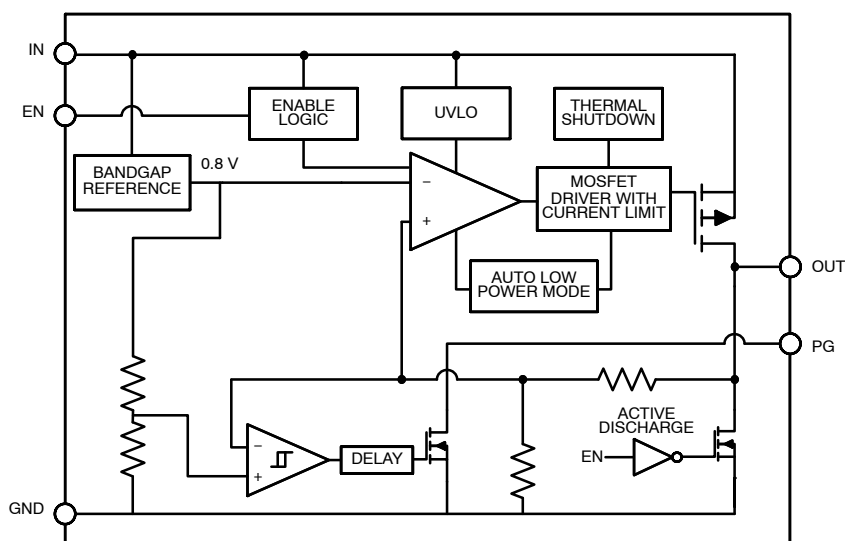 IN
EN
ENABLE
LOGIC
UVLO
THERMAL
SHUTDOWN
BANDGAP
REFERENCE
0.8 V
−
+
MOSFET
DRIVER WITH
CURRENT LIMIT
AUTO LOW
POWER MODE
OUT
PG
ACTIVE
DISCHARGE
−
+
DELAY
EN
GND